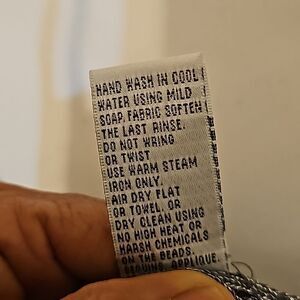 HAND WASH IN COOL
WATER USING MILD
SOAP, FABRIC SOFTEN
THE LAST RINSE.
DO NOT WRING
OR TWIST
USE WARM STEAM
IRON ONLY.
AIR DRY FLAT
OR TOWEL, OR
DRY CLEAN USING
NO HIGH HEAT OR
HARSH CHEMICALS
ON THE BEADS,
APPLIQUE